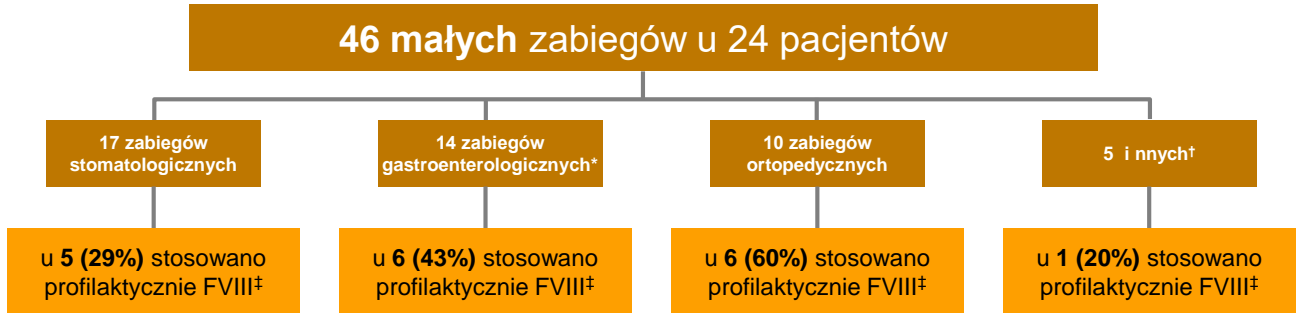 46 małych zabiegów u 24 pacjentów
17 zabiegów
stomatologicznych
14 zabiegów
gastroenterologicznych*
10 zabiegów
ortopedycznych
5 i nnych†
u 5 (29%) stosowano
profilaktycznie FVIII‡
u 6 (43%) stosowano
profilaktycznie FVIII‡
u 6 (60%) stosowano
profilaktycznie FVIII‡
u 1 (20%) stosowano
profilaktycznie FVIII‡